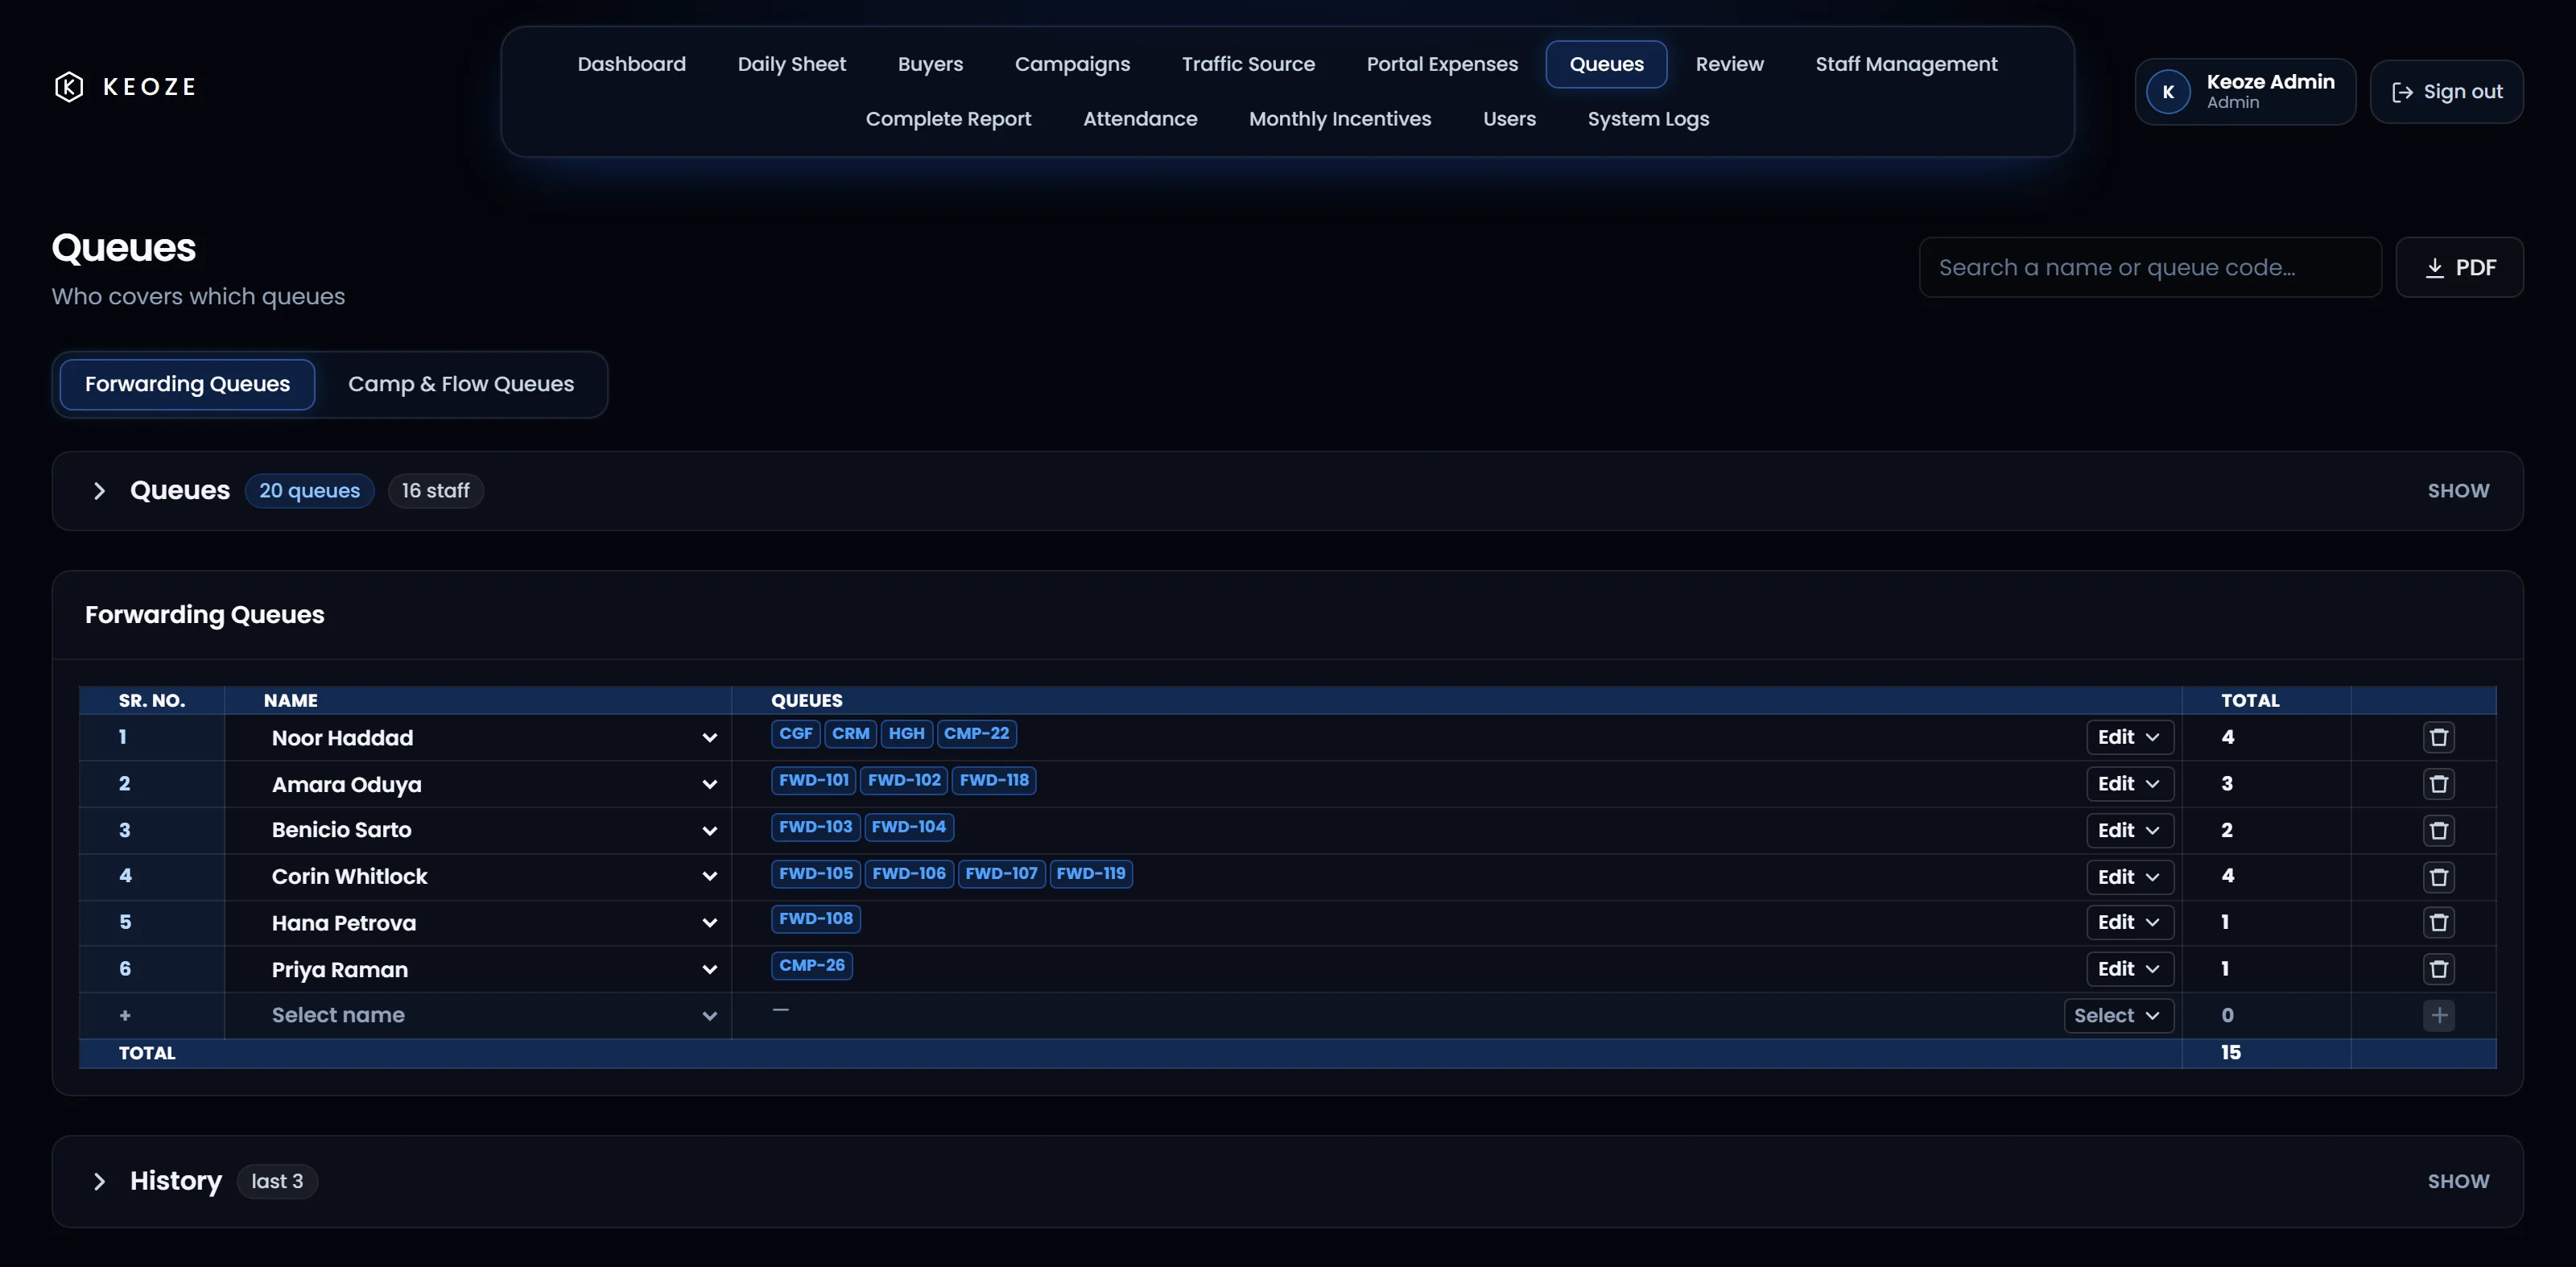 KEOZE
Dashboard Daily Sheet Buyers Campaigns Traffic Source Portal Expenses Queues Review Staff Management
Complete Report Attendance Monthly Incentives Users System Logs
K Keoze Admin
Admin
Sign out
Queues
Who covers which queues
Search a name or queue code...
PDF
Forwarding Queues Camp & Flow Queues
Queues 20 queues 16 staff SHOW
Forwarding Queues
SR. NO. NAME QUEUES TOTAL
1 Noor Haddad CGF CRM HGH CMP-22 Edit 4
2 Amara Oduya FWD-101 FWD-102 FWD-118 Edit 3
3 Benicio Sarto FWD-103 FWD-104 Edit 2
4 Corin Whitlock FWD-105 FWD-106 FWD-107 FWD-119 Edit 4
5 Hana Petrova FWD-108 Edit 1
6 Priya Raman CMP-26 Edit 1
+ Select name — Select 0 +
TOTAL 15
History last 3 SHOW